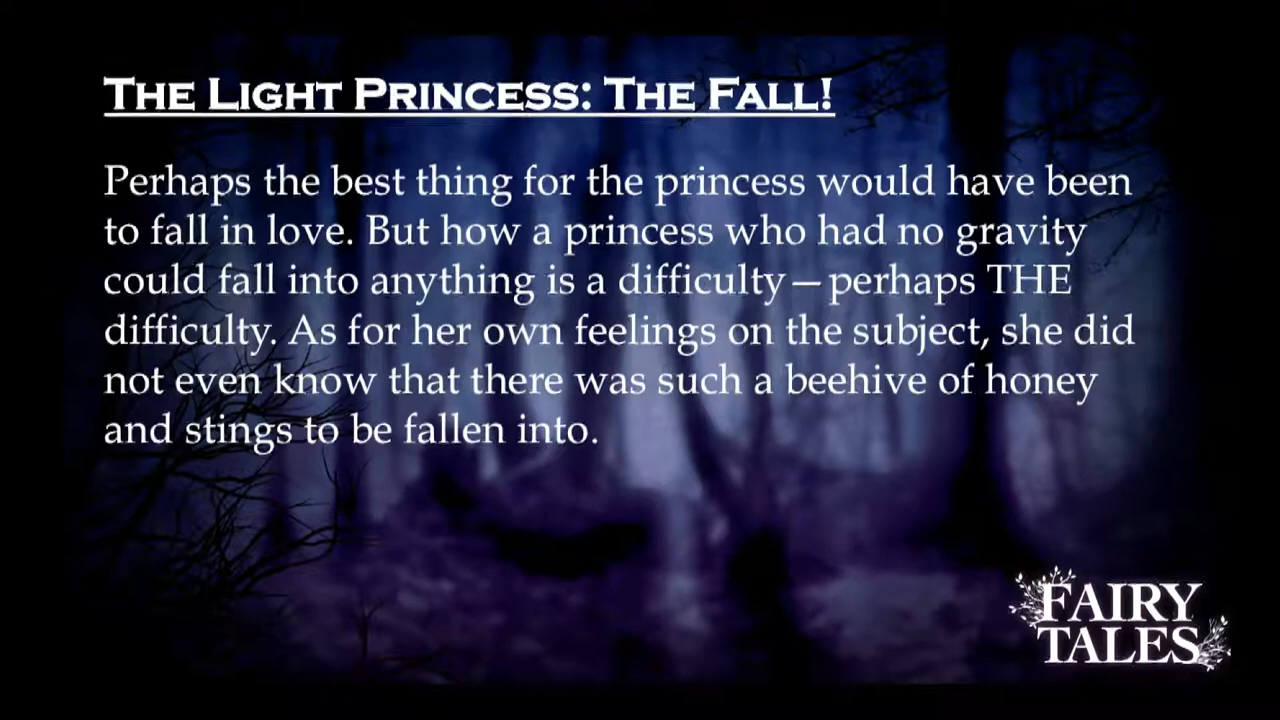 The Light Princess: The Fall!
Perhaps the best thing for the princess would have been
to fall in love. But how a princess who had no gravity
could fall into anything is a difficulty—perhaps THE
difficulty. As for her own feelings on the subject, she did
not even know that there was such a beehive of honey
and stings to be fallen into.
FAIRY
TALES